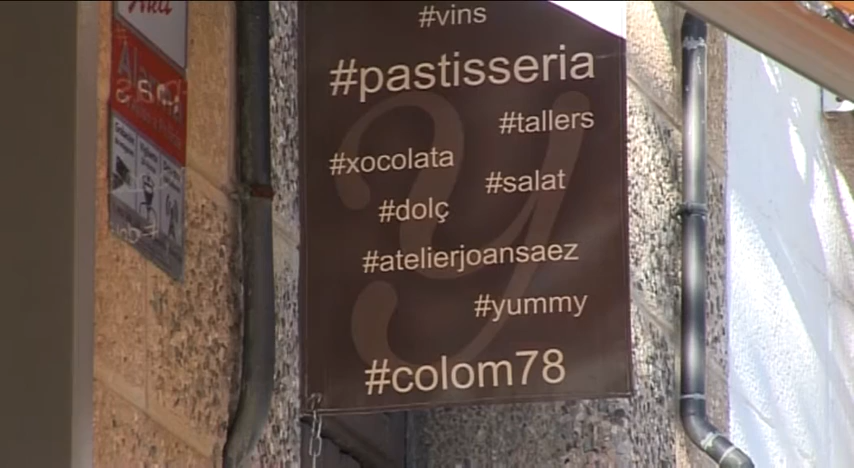 #vins
#pastisseria
#tallers
#xocolata
#salat
#dolç
#atelierjoansaez
#yummy
#colom78